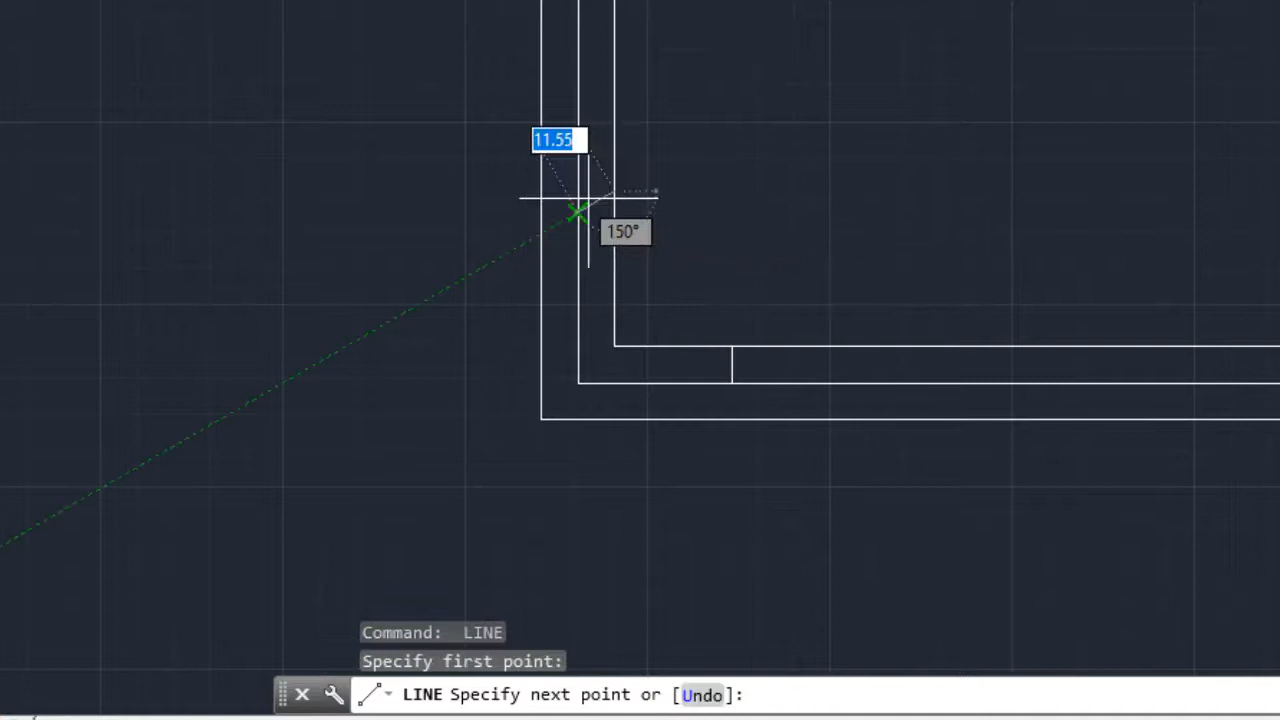 11.55
150°
Command:  LINE
Specify first point:
LINE Specify next point or [Undo]: